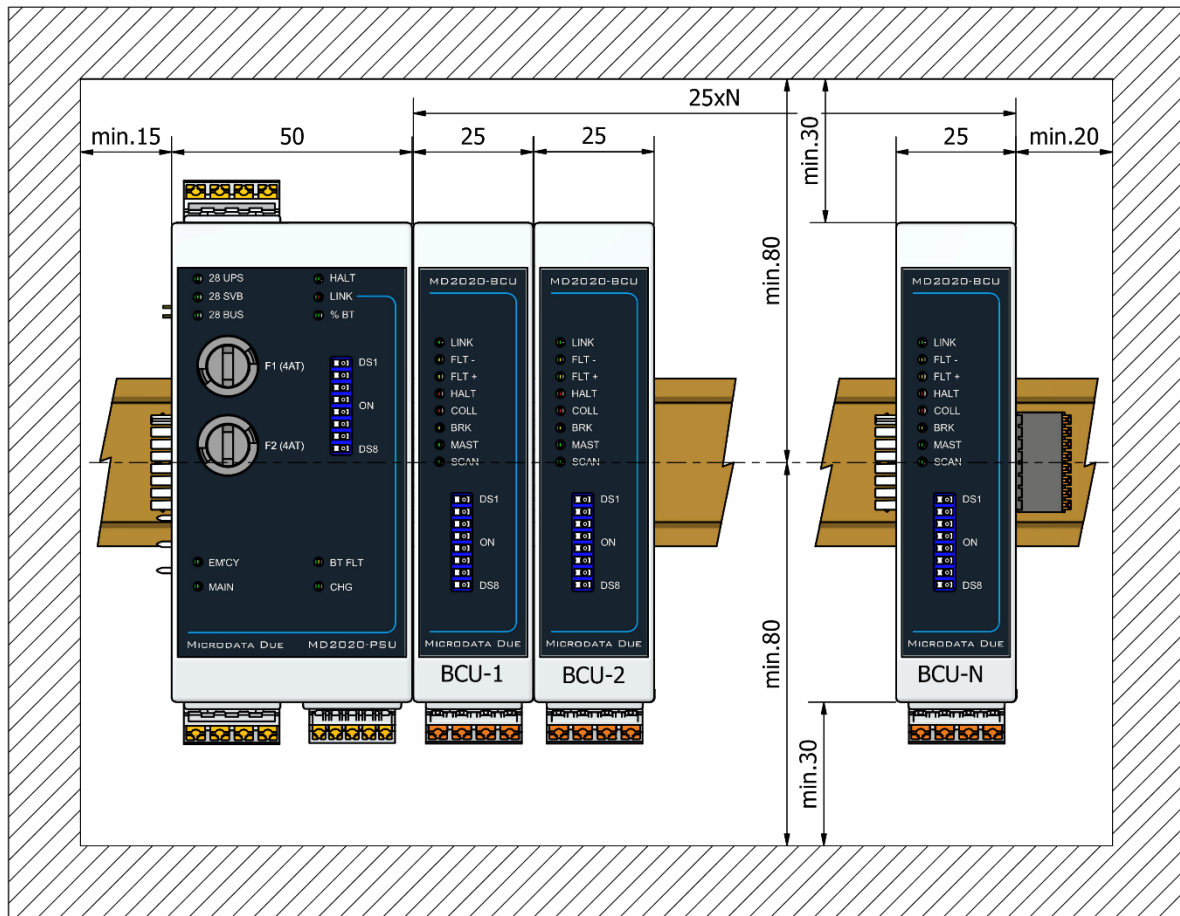 25xN
min.15
50
25
25
25
min.20
min.30
min.80
28 UPS
28 SVB
28 BUS
HALT
LINK
% BT
F1 (4AT)
F2 (4AT)
DS1
ON
DS8
EM'CY
MAIN
BT FLT
CHG
MICRODATA DUE
MD2020-PSU
MD2020-BCU
LINK
FLT -
FLT +
HALT
COLL
BRK
MAST
SCAN
DS1
ON
DS8
MICRODATA DUE
BCU-1
MD2020-BCU
LINK
FLT -
FLT +
HALT
COLL
BRK
MAST
SCAN
DS1
ON
DS8
MICRODATA DUE
BCU-2
MD2020-BCU
LINK
FLT -
FLT +
HALT
COLL
BRK
MAST
SCAN
DS1
ON
DS8
MICRODATA DUE
BCU-N
min.80
min.30